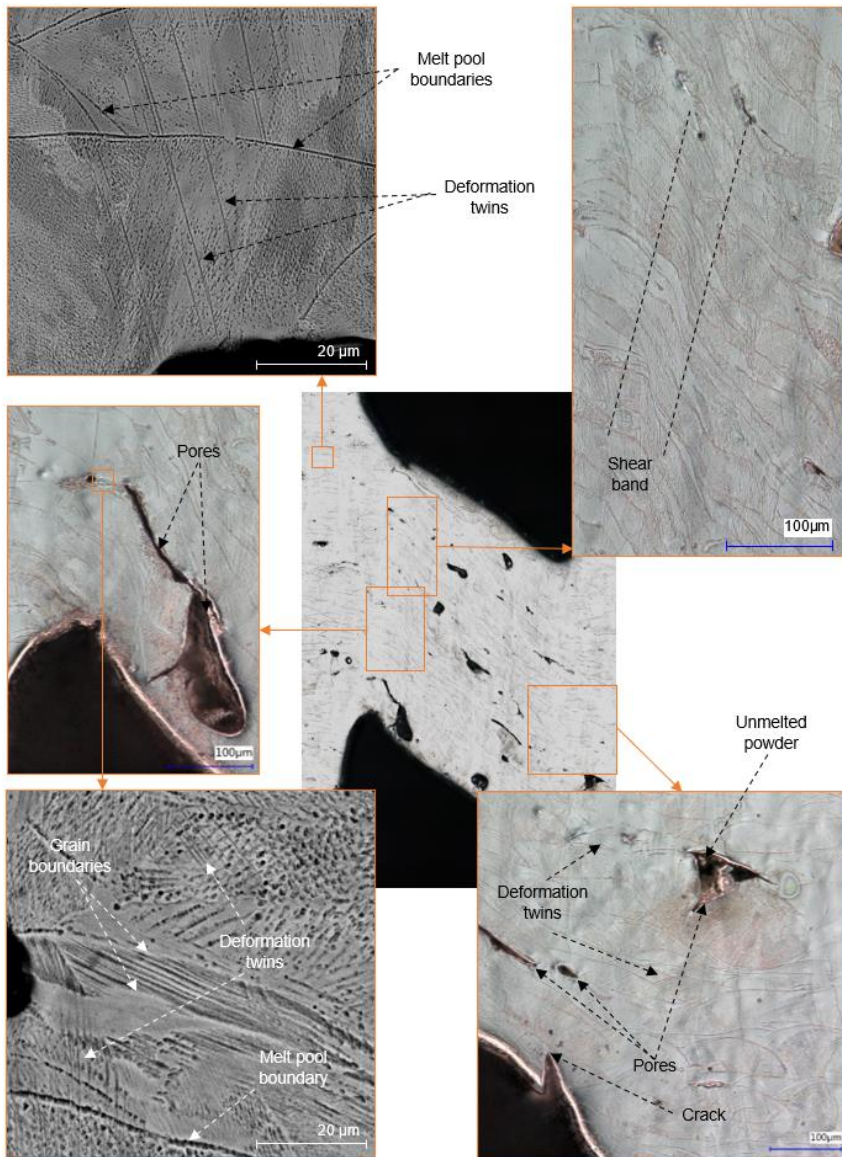 Melt pool
boundaries
Deformation
twins
20 µm
Shear
band
100µm
Pores
100µm
Unmelted
powder
Grain
boundaries
Deformation
twins
Melt pool
boundary
20 µm
Deformation
twins
Pores
Crack
100µm